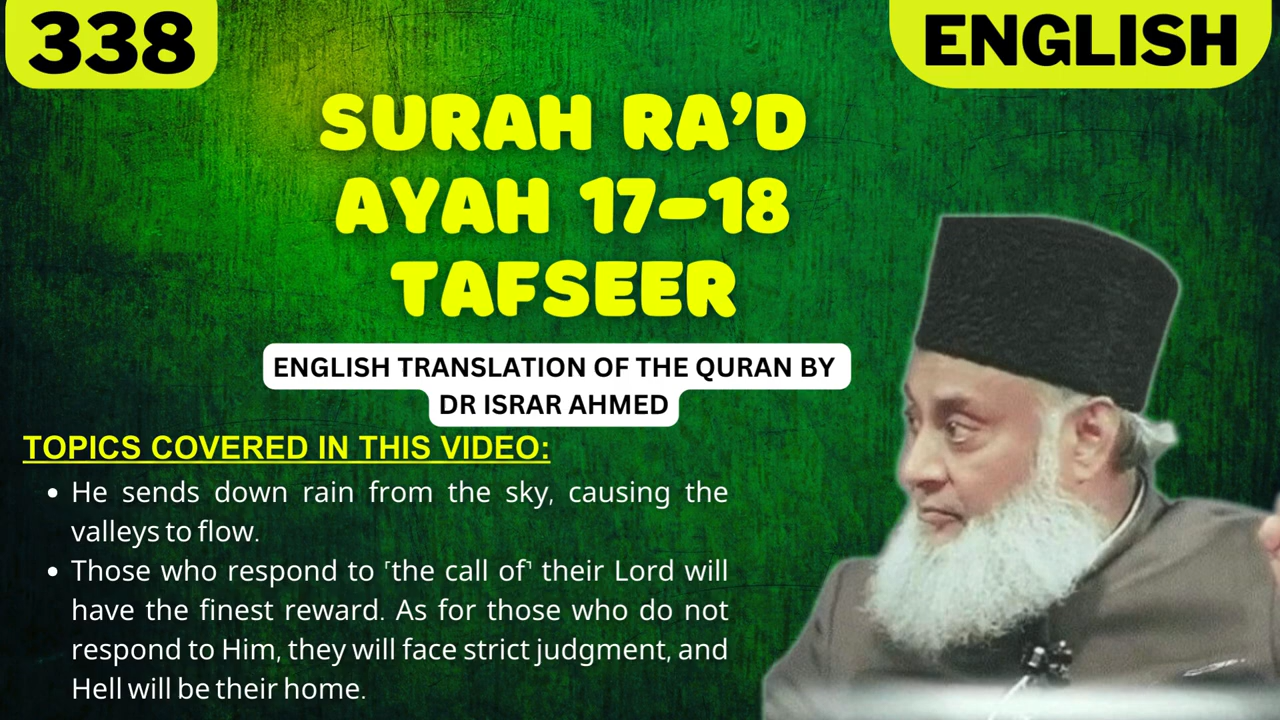 338
ENGLISH
SURAH RA’D
AYAH 17–18
TAFSEER
ENGLISH TRANSLATION OF THE QURAN BY
DR ISRAR AHMED
TOPICS COVERED IN THIS VIDEO:
• He sends down rain from the sky, causing the
valleys to flow.
• Those who respond to ˹the call of˺ their Lord will
have the finest reward. As for those who do not
respond to Him, they will face strict judgment, and
Hell will be their home.